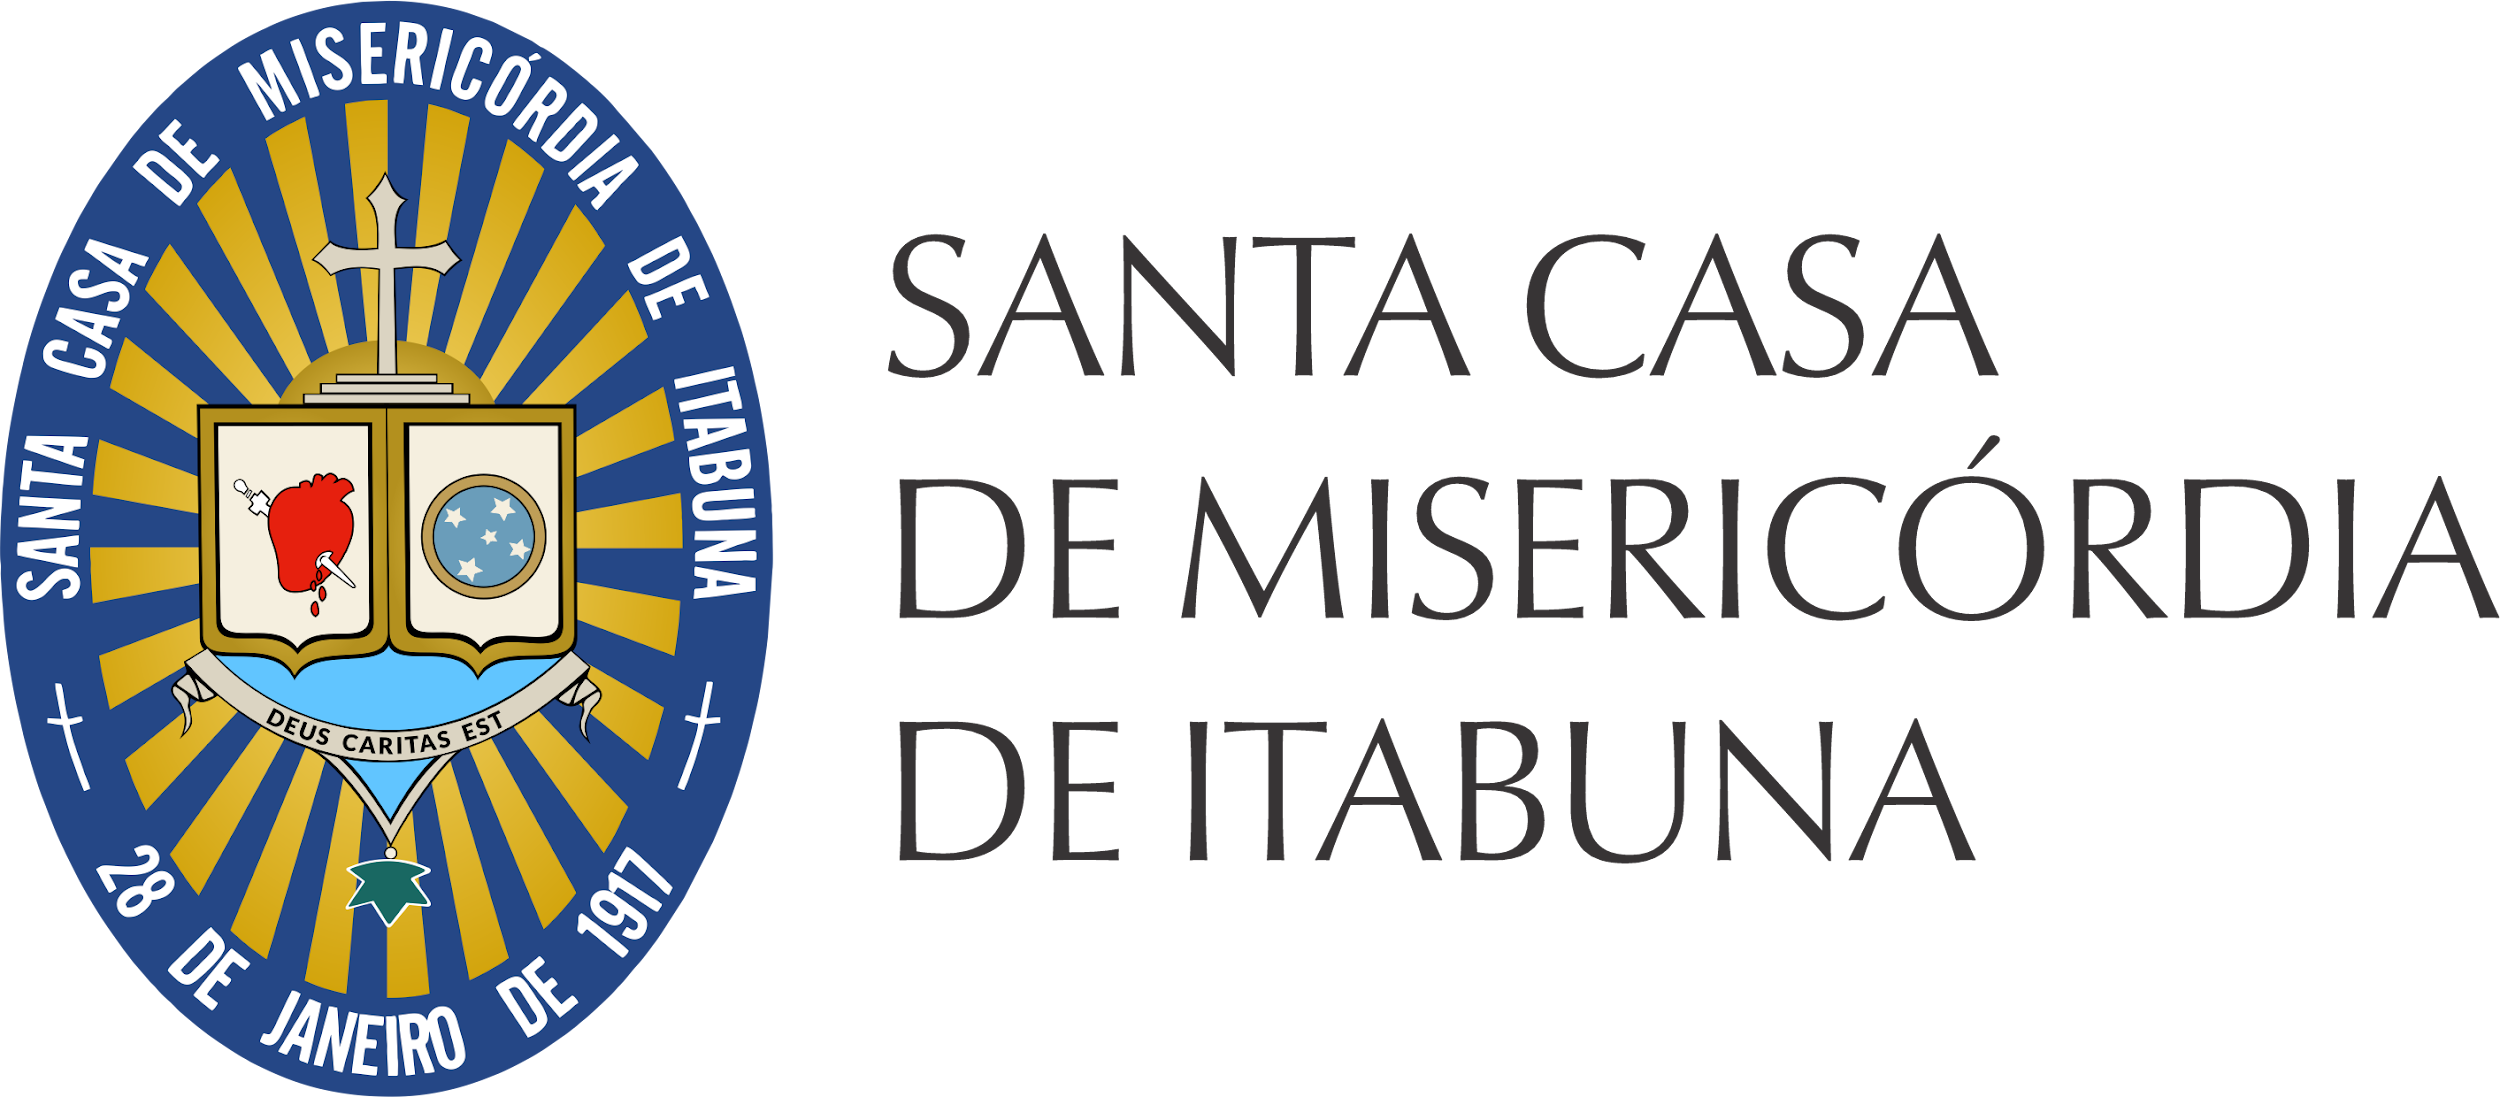 SANTA CASA DE MISERICÓRDIA DE ITABUNA
DEUS CARITAS EST
28 DE JANEIRO DE 1917
SANTA CASA
DE MISERICÓRDIA
DE ITABUNA